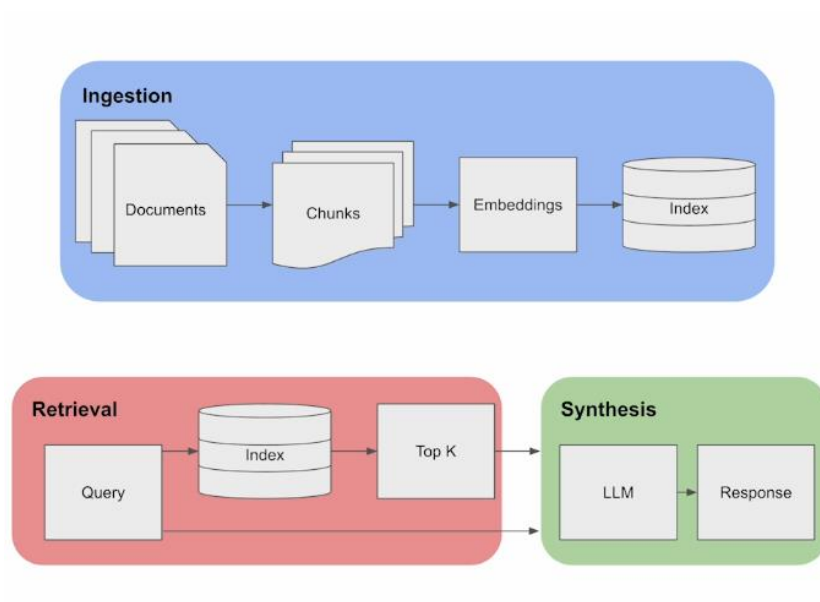 Ingestion
Documents
Chunks
Embeddings
Index
Retrieval
Query
Index
Top K
Synthesis
LLM
Response